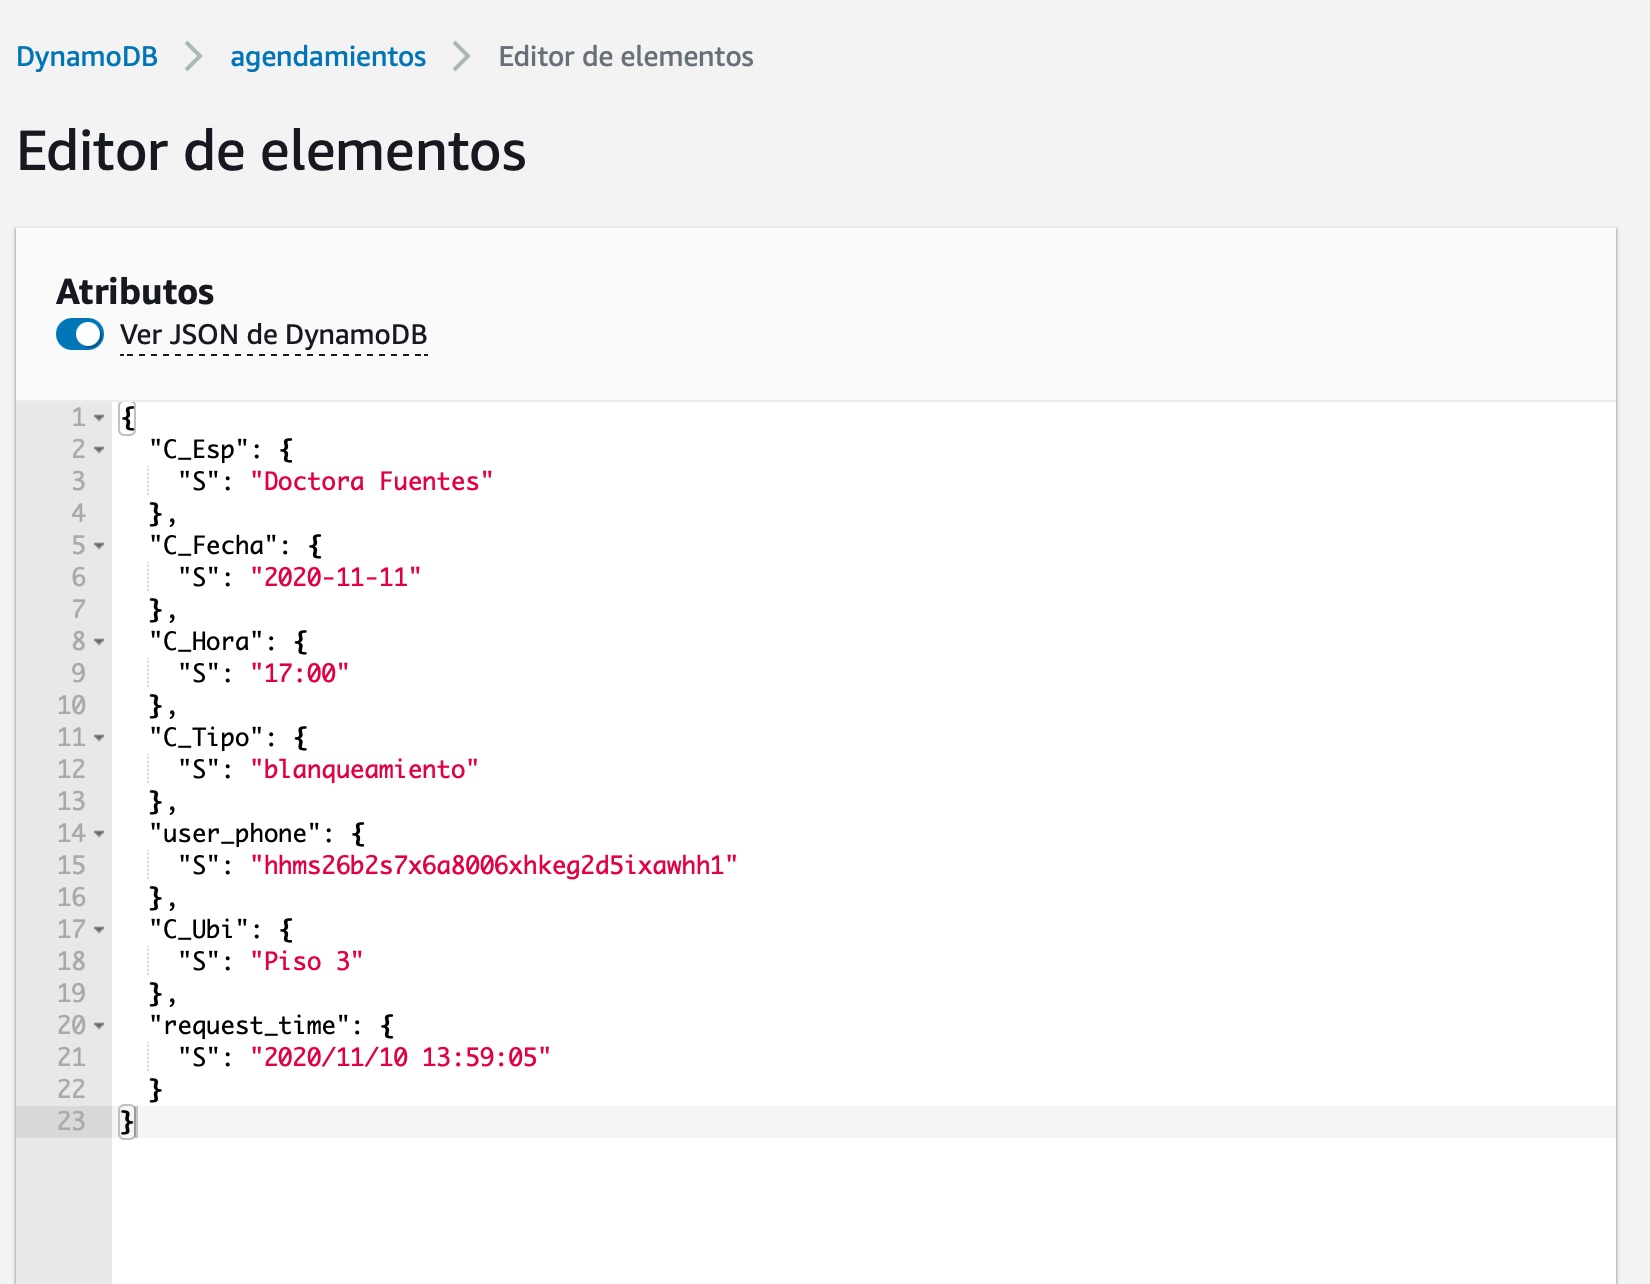 DynamoDB > agendamientos > Editor de elementos
Editor de elementos
Atributos
Ver JSON de DynamoDB
1 {
2 "C_Esp": {
3 "S": "Doctora Fuentes"
4 },
5 "C_Fecha": {
6 "S": "2020-11-11"
7 },
8 "C_Hora": {
9 "S": "17:00"
10 },
11 "C_Tipo": {
12 "S": "blanqueamiento"
13 },
14 "user_phone": {
15 "S": "hhms26b2s7x6a8006xhkeg2d5ixawhh1"
16 },
17 "C_Ubi": {
18 "S": "Piso 3"
19 },
20 "request_time": {
21 "S": "2020/11/10 13:59:05"
22 }
23 }